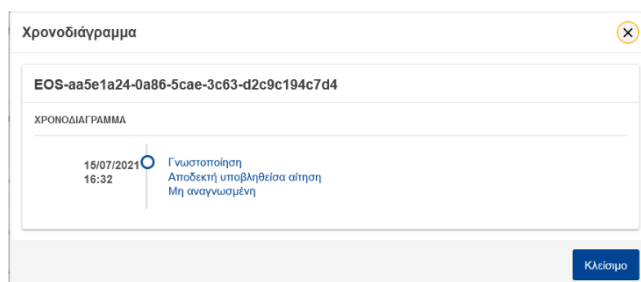 Χρονοδιάγραμμα
EOS-aa5e1a24-0a86-5cae-3c63-d2c9c194c7d4
ΧΡΟΝΟΔΙΑΓΡΑΜΜΑ
15/07/2021
16:32
Γνωστοποίηση
Αποδεκτή υποβληθείσα αίτηση
Μη αναγνωσμένη
Κλείσιμο